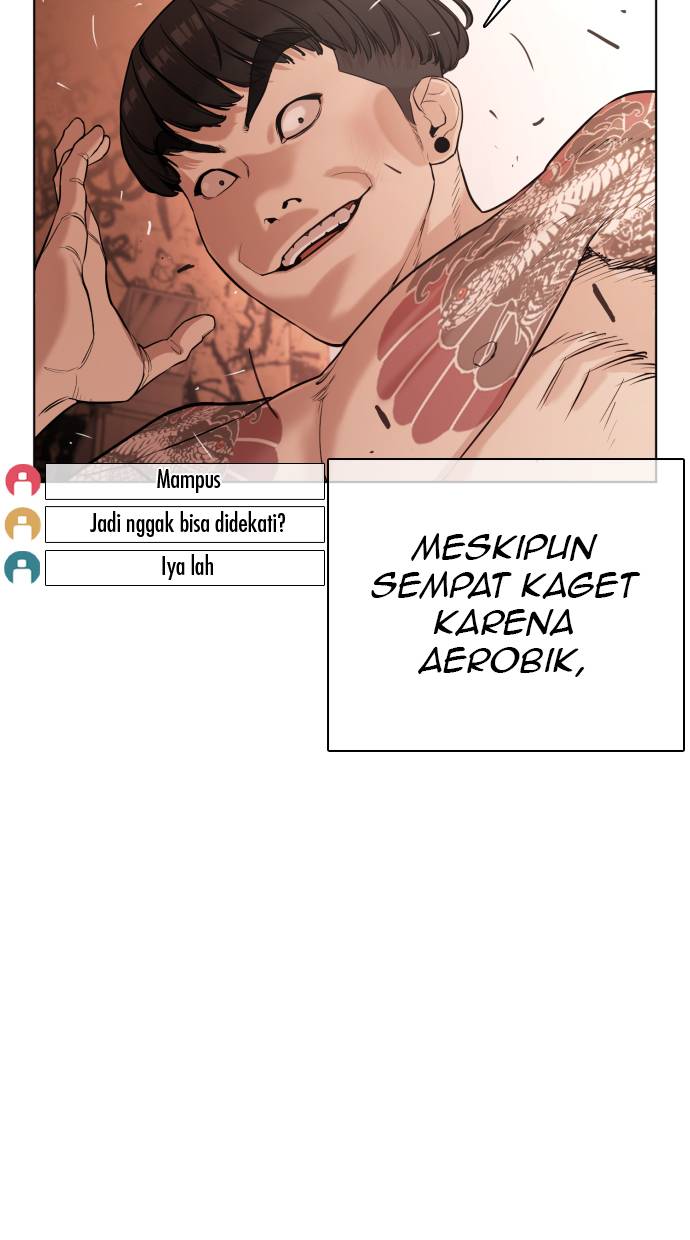 Mampus
Jadi nggak bisa didekati?
Iya lah
MESKIPUN
SEMPAT KAGET
KARENA
AEROBIK,